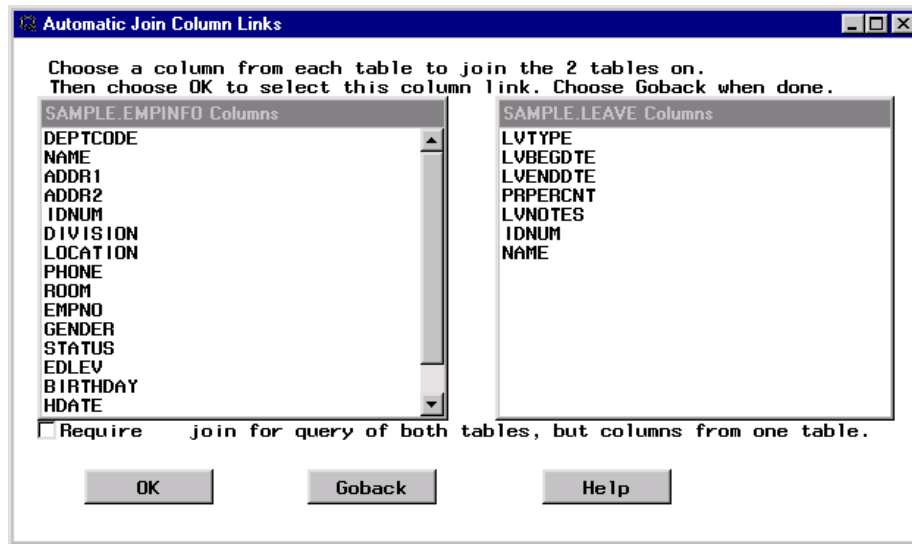 Automatic Join Column Links
Choose a column from each table to join the 2 tables on.
Then choose OK to select this column link. Choose Goback when done.
SAMPLE.EMPINFO Columns
DEPTCODE
NAME
ADDR1
ADDR2
IDNUM
DIVISION
LOCATION
PHONE
ROOM
EMPNO
GENDER
STATUS
EDLEV
BIRTHDAY
HDATE
SAMPLE.LEAVE Columns
LVTYPE
LVBEGDTE
LVENDDTE
PRPERCNT
LVNOTES
IDNUM
NAME
Require join for query of both tables, but columns from one table.
OK
Goback
Help